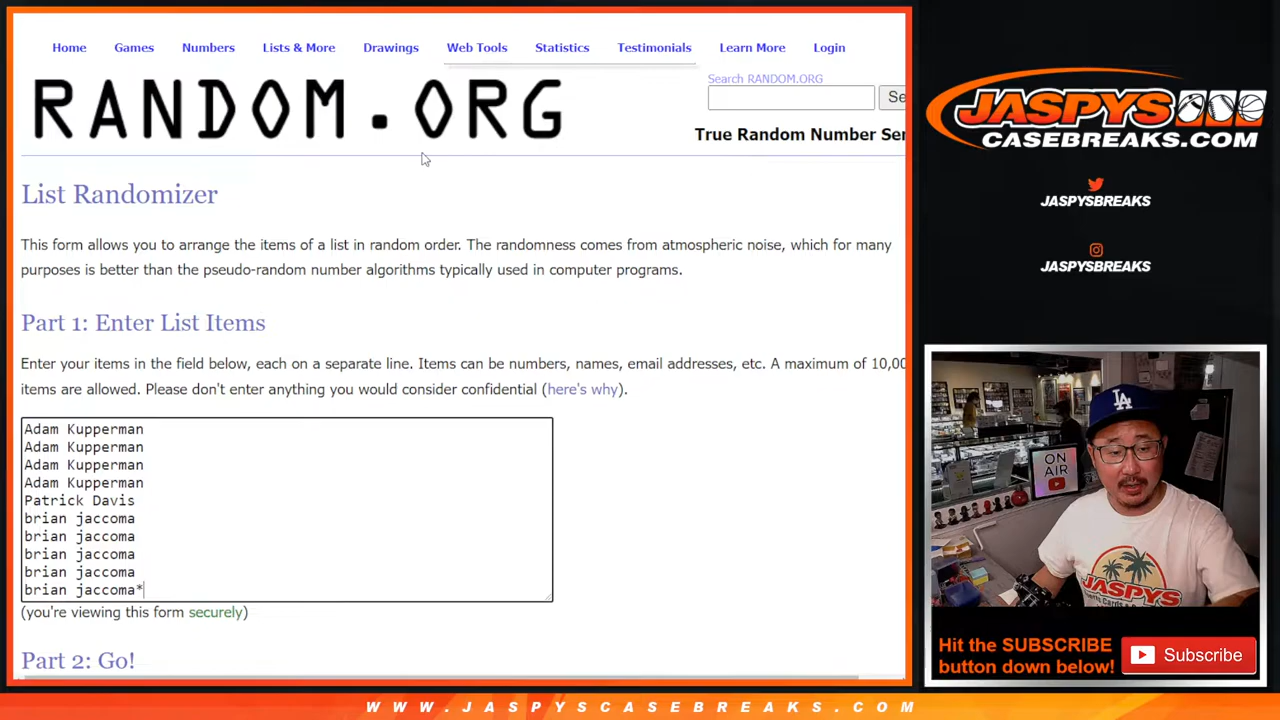 Home Games Numbers Lists & More Drawings Web Tools Statistics Testimonials Learn More Login
RANDOM.ORG
Search RANDOM.ORG
Se
True Random Number Ser
List Randomizer
This form allows you to arrange the items of a list in random order. The randomness comes from atmospheric noise, which for many
purposes is better than the pseudo-random number algorithms typically used in computer programs.
Part 1: Enter List Items
Enter your items in the field below, each on a separate line. Items can be numbers, names, email addresses, etc. A maximum of 10,00
items are allowed. Please don't enter anything you would consider confidential (here's why).
Adam Kupperman
Adam Kupperman
Adam Kupperman
Adam Kupperman
Patrick Davis
brian jaccoma
brian jaccoma
brian jaccoma
brian jaccoma
brian jaccoma*
(you're viewing this form securely)
Part 2: Go!
JASPYS
CASEBREAKS.COM
JASPYSBREAKS
JASPYSBREAKS
ON
AIR
LA
JASPYS
Hit the SUBSCRIBE
button down below!
Subscribe
WWW.JASPYSCASEBREAKS.COM